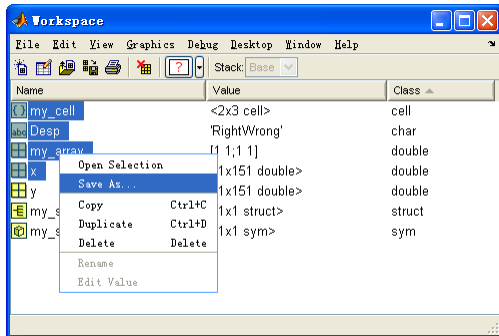 Workspace
File Edit View Graphics Debug Desktop Window Help
Stack: Base
Name Value Class
my_cell <2x3 cell> cell
abc Desp 'RightWrong' char
my_array [1 1;1 1] double
x 1x151 double> double
y 1x151 double> double
my_s 1x1 struct> struct
my_s 1x1 sym> sym
Open Selection
Save As...
Copy Ctrl+C
Duplicate Ctrl+D
Delete Delete
Rename
Edit Value